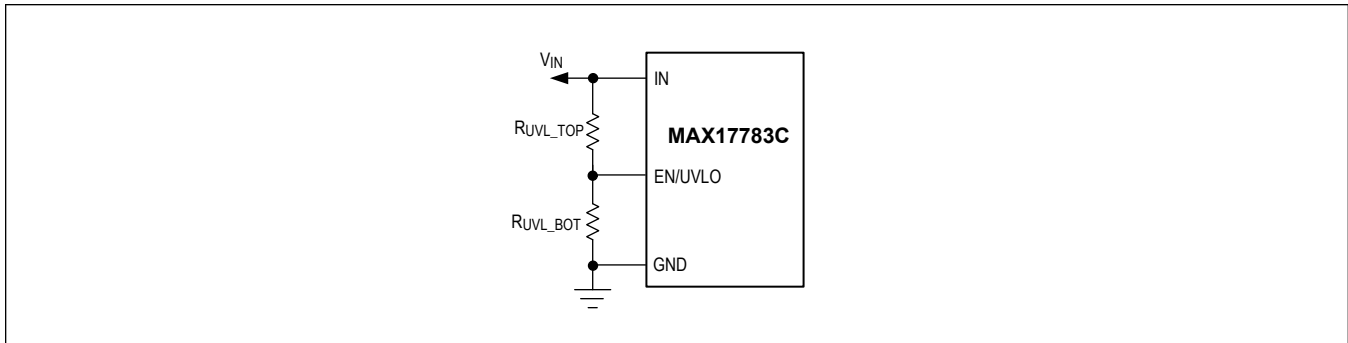 VIN
IN
RUVL_TOP
MAX17783C
EN/UVLO
RUVL_BOT
GND